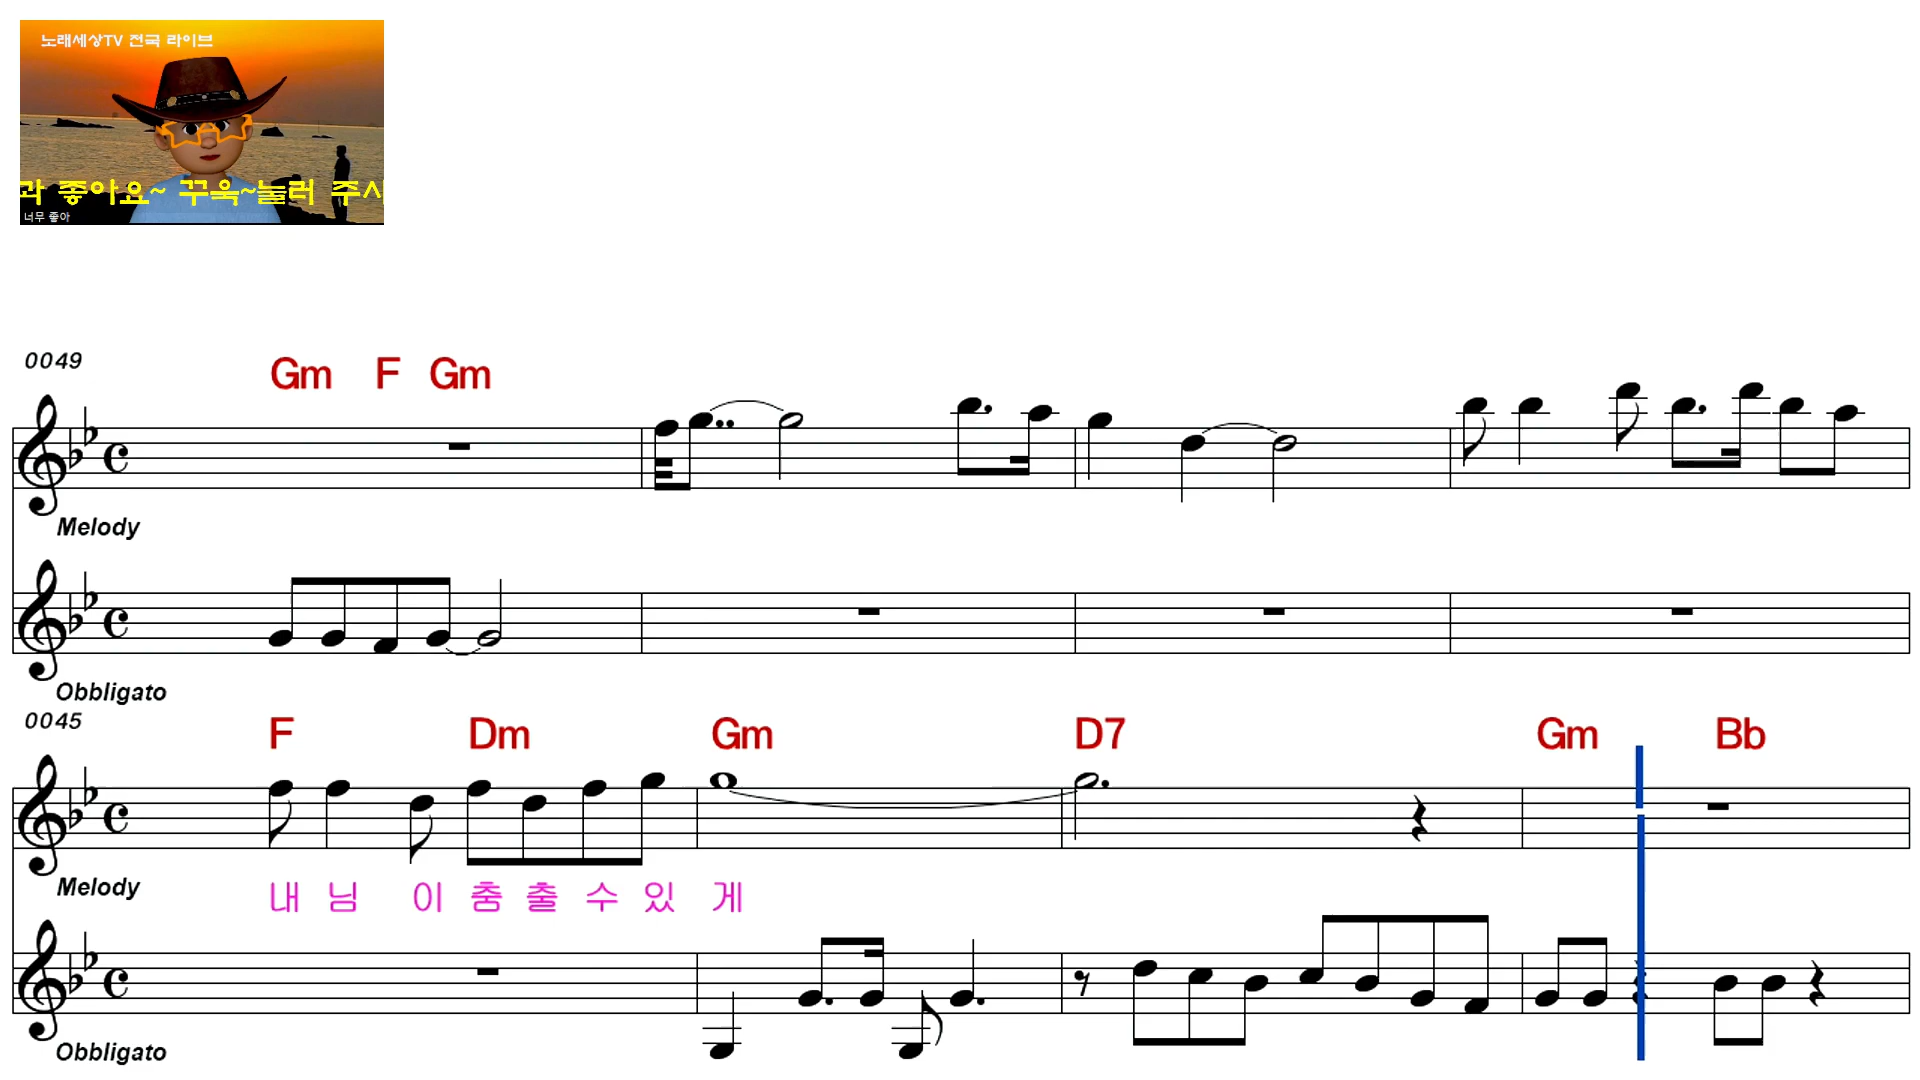 노래세상TV 전국 라이브
과 좋아요~ 꾸욱~눌러 주시
너무 좋아
0049
Gm F Gm
Melody
Obbligato
0045
F Dm Gm D7 Gm Bb
Melody
내 님 이 춤 출 수 있 게
Obbligato